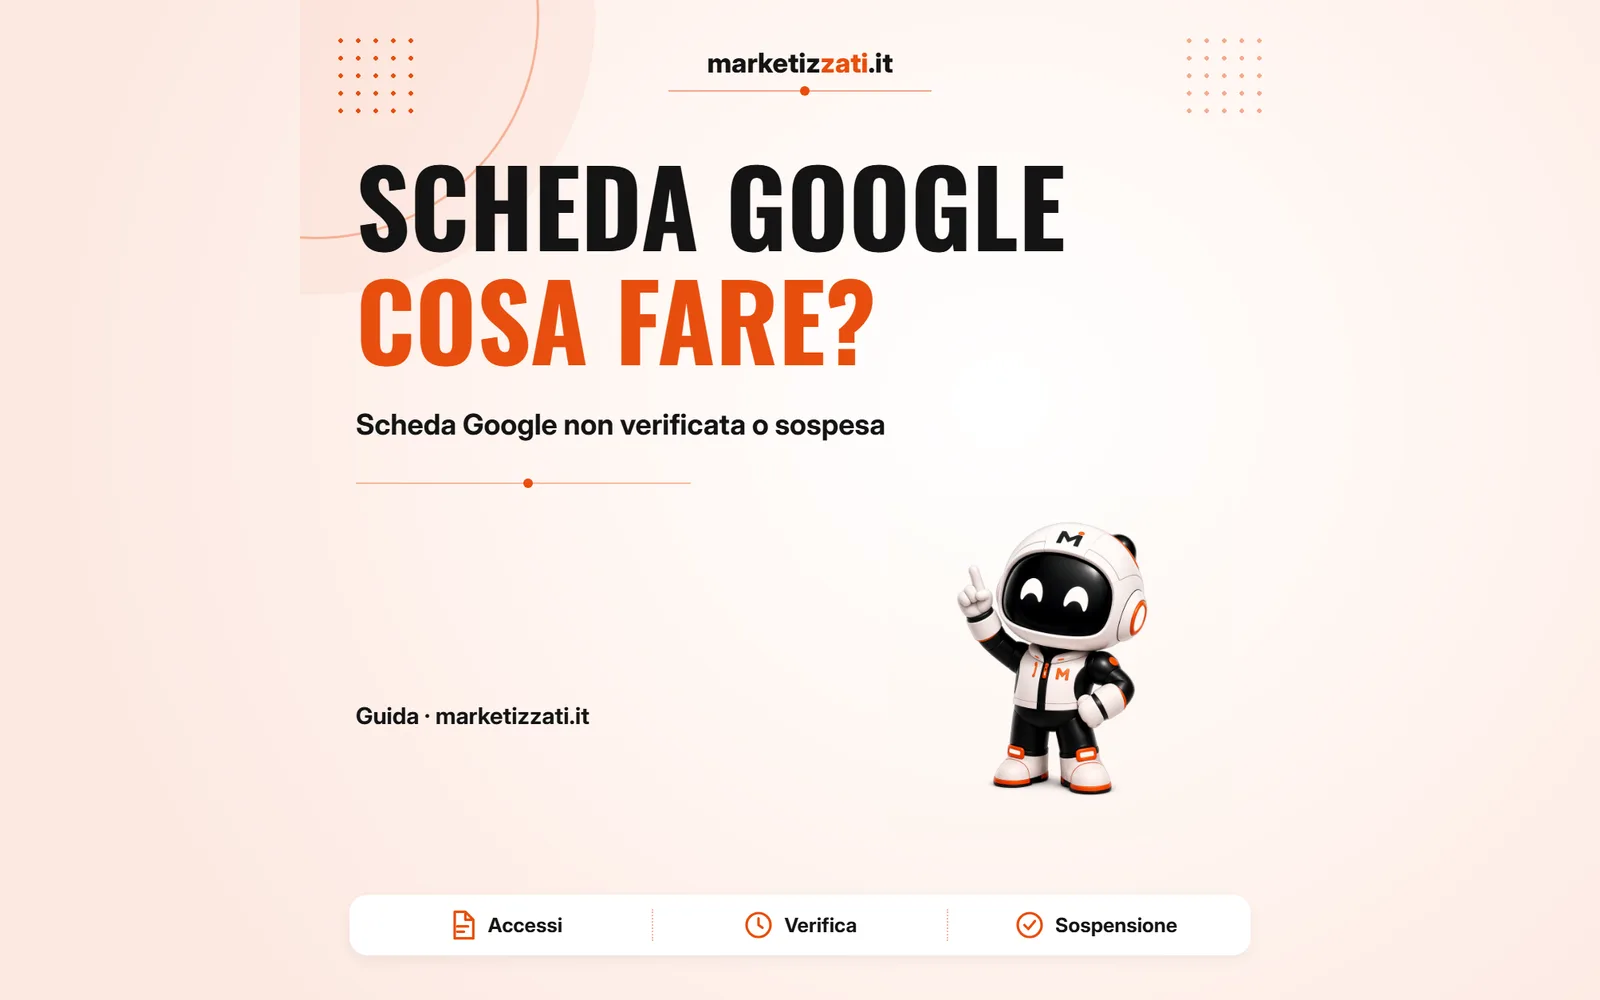 marketizzati.it
SCHEDA GOOGLE
COSA FARE?
Scheda Google non verificata o sospesa
M
M
Guida · marketizzati.it
Accessi
Verifica
Sospensione